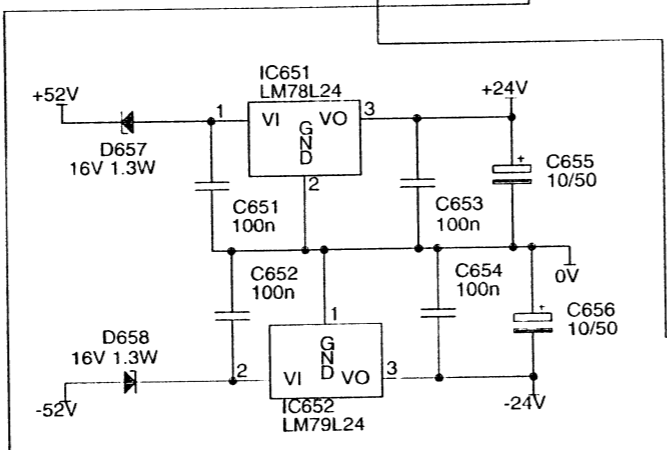 IC651
LM78L24
+52V
+24V
1
VI
VO
3
GND
2
D657
16V 1.3W
C655
10/50
C651
100n
C653
100n
C652
100n
C654
100n
0V
1
C656
10/50
D658
16V 1.3W
GND
2
VI
VO
3
-52V
-24V
IC652
LM79L24
+
+